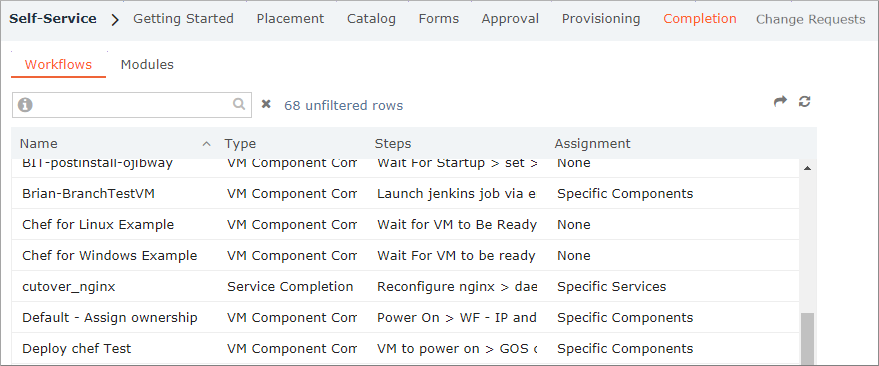 Self-Service > Getting Started Placement Catalog Forms Approval Provisioning Completion Change Requests
Workflows Modules
68 unfiltered rows
Name Type Steps Assignment
BIT-postinstall-ojibway VM Component Com Wait For Startup > set > None
Brian-BranchTestVM VM Component Com Launch jenkins job via e Specific Components
Chef for Linux Example VM Component Com Wait for VM to Be Ready None
Chef for Windows Example VM Component Com Wait For VM to be ready None
cutover_nginx Service Completion Reconfigure nginx > dae Specific Services
Default - Assign ownership VM Component Com Power On > WF - IP and Specific Components
Deploy chef Test VM Component Com VM to power on > GOS c Specific Components